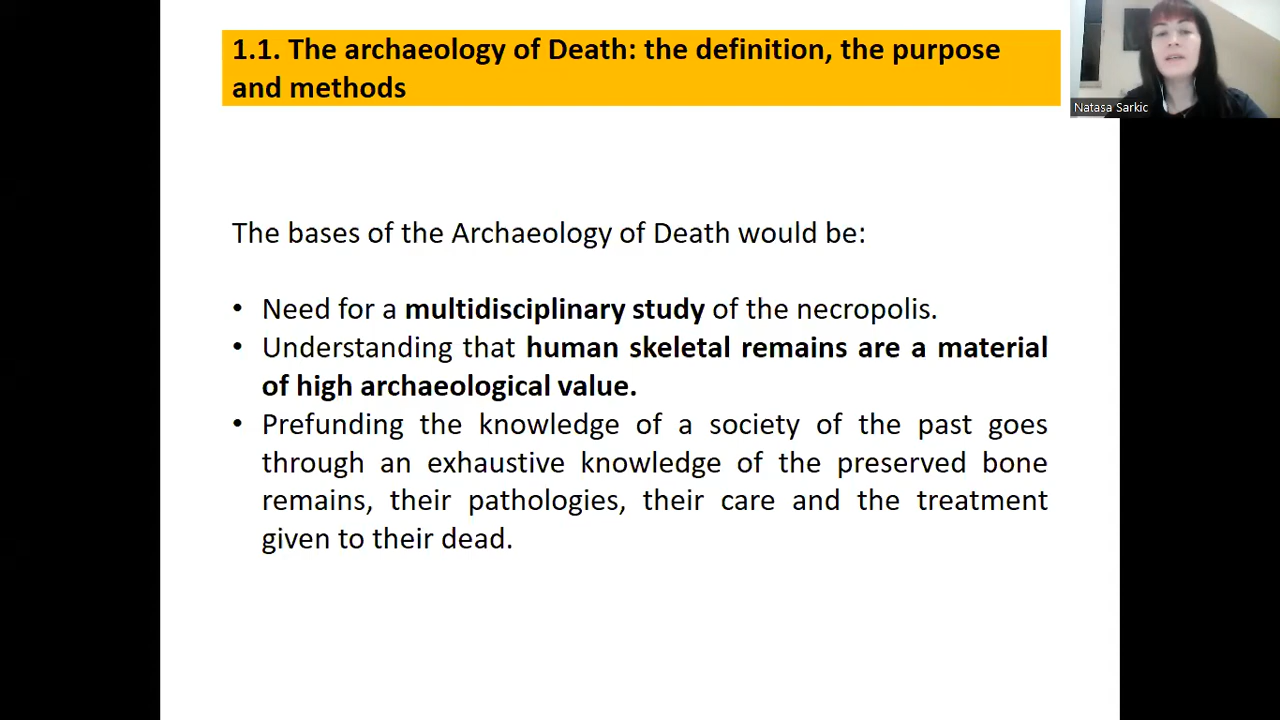 1.1. The archaeology of Death: the definition, the purpose
and methods
Natasa Sarkic
The bases of the Archaeology of Death would be:
• Need for a multidisciplinary study of the necropolis.
• Understanding that human skeletal remains are a material
of high archaeological value.
• Prefunding the knowledge of a society of the past goes
through an exhaustive knowledge of the preserved bone
remains, their pathologies, their care and the treatment
given to their dead.